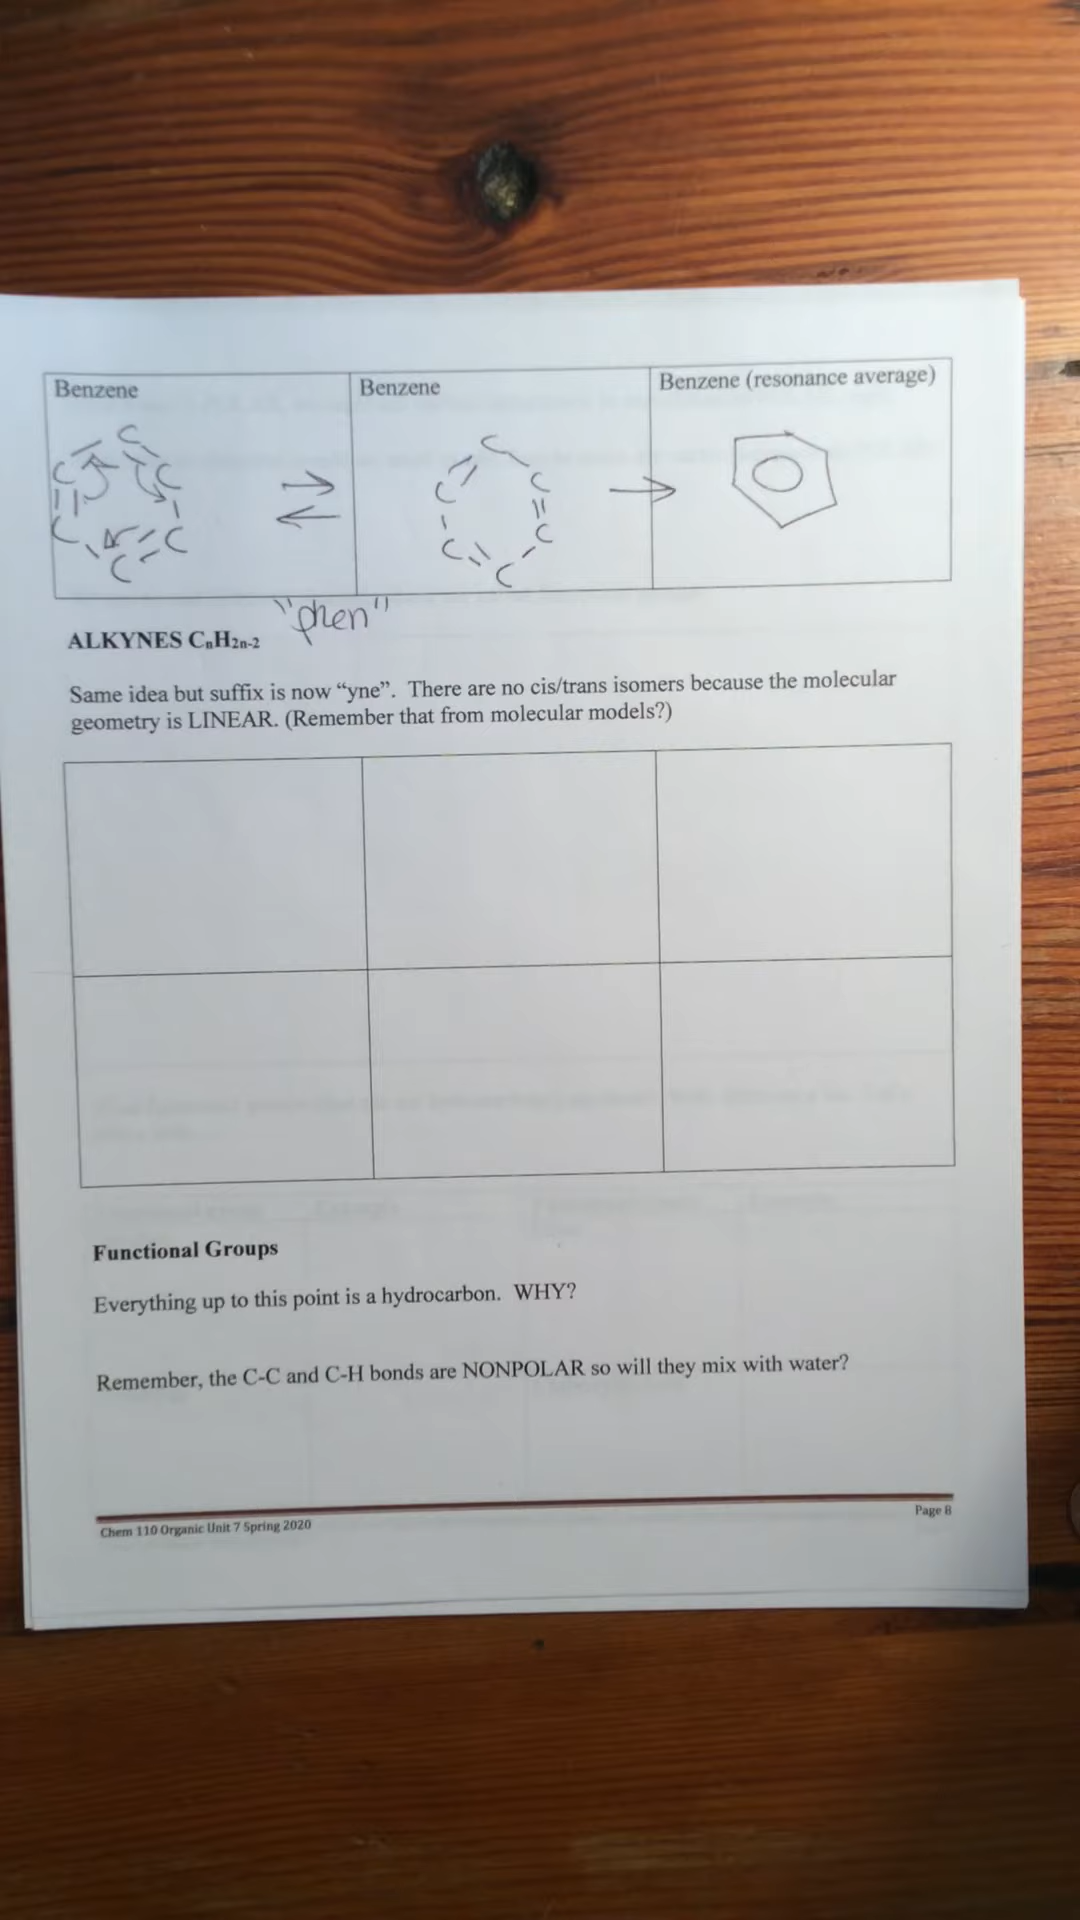 Benzene
Benzene
Benzene (resonance average)
C
C
C
C
C
C
C
C
C
C
C
C
"phen"
ALKYNES CnH2n-2
Same idea but suffix is now “yne”. There are no cis/trans isomers because the molecular
geometry is LINEAR. (Remember that from molecular models?)
Functional Groups
Everything up to this point is a hydrocarbon. WHY?
Remember, the C-C and C-H bonds are NONPOLAR so will they mix with water?
Chem 110 Organic Unit 7 Spring 2020
Page 8